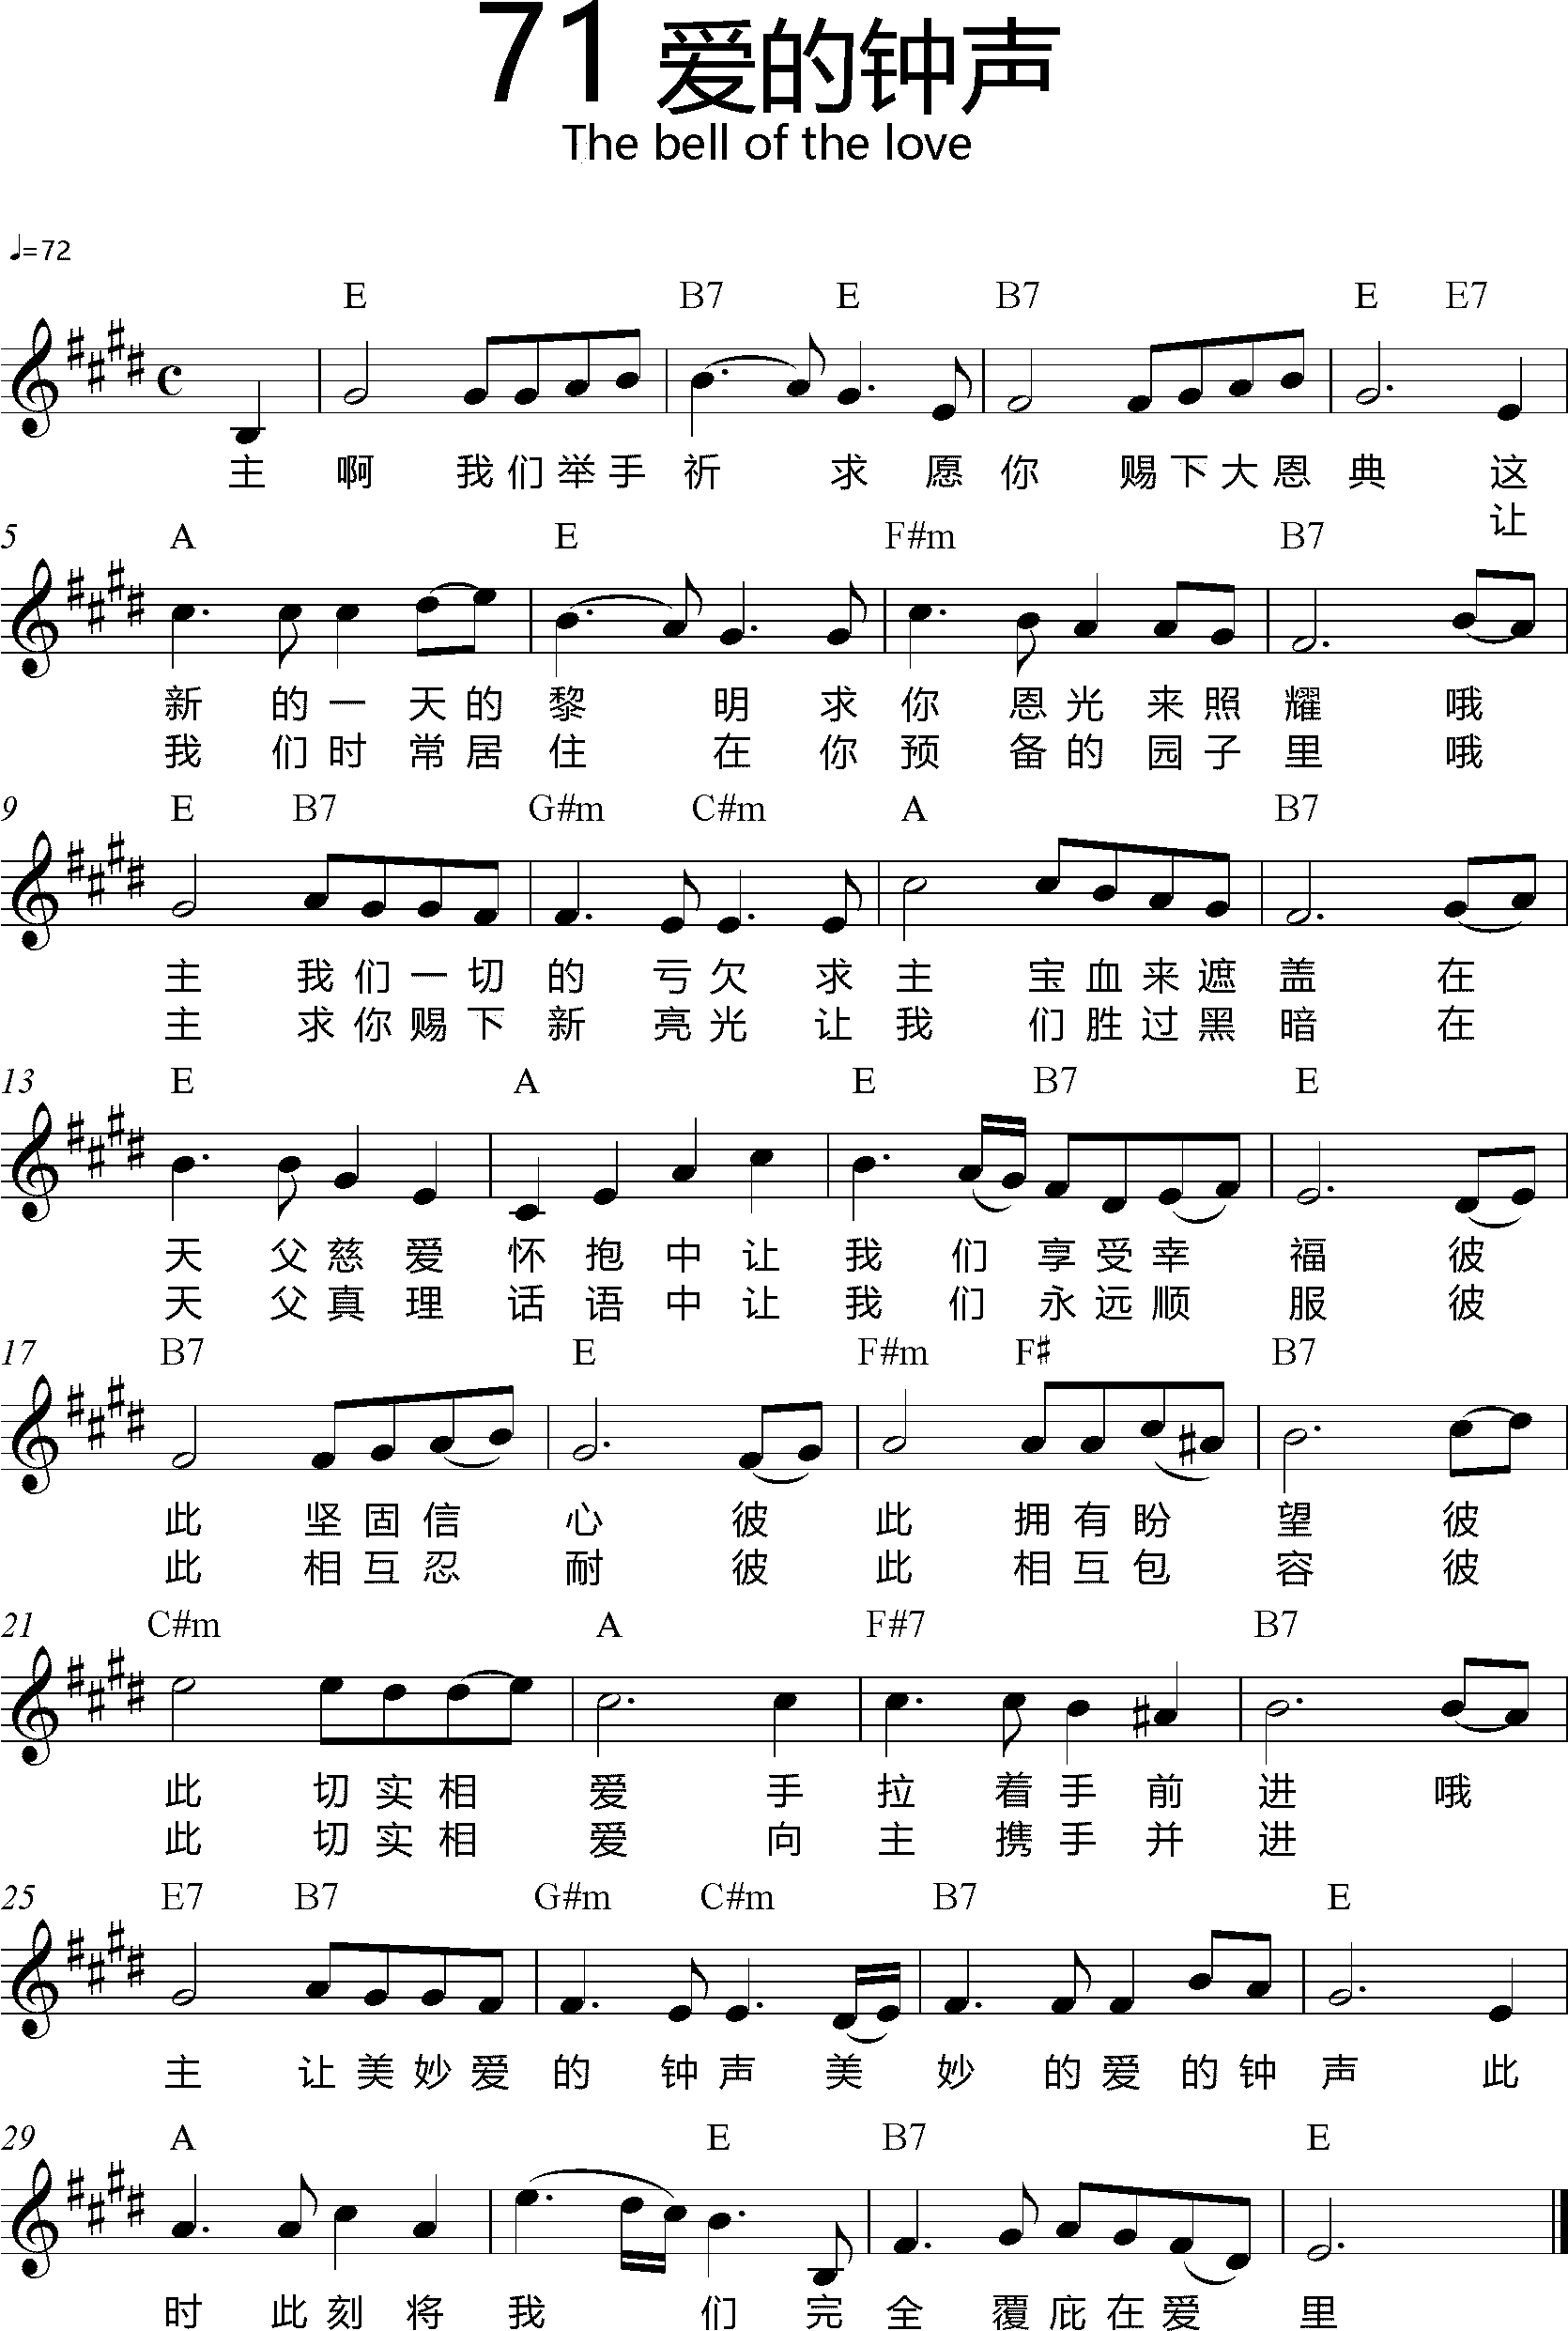 71 爱的钟声
The bell of the love
♩=72
E B7 E B7 E E7
主 啊 我 们 举 手 祈 求 愿 你 赐 下 大 恩 典 这
让
5 A E F#m B7
新 的 一 天 的 黎 明 求 你 恩 光 来 照 耀 哦
我 们 时 常 居 住 在 你 预 备 的 园 子 里 哦
9 E B7 G#m C#m A B7
主 我 们 一 切 的 亏 欠 求 主 宝 血 来 遮 盖 在
主 求 你 赐 下 新 亮 光 让 我 们 胜 过 黑 暗 在
13 E A E B7 E
天 父 慈 爱 怀 抱 中 让 我 们 享 受 幸 福 彼
天 父 真 理 话 语 中 让 我 们 永 远 顺 服 彼
17 B7 E F#m F♯ B7
此 坚 固 信 心 彼 此 拥 有 盼 望 彼
此 相 互 忍 耐 彼 此 相 互 包 容 彼
21 C#m A F#7 B7
此 切 实 相 爱 手 拉 着 手 前 进 哦
此 切 实 相 爱 向 主 携 手 并 进
25 E7 B7 G#m C#m B7 E
主 让 美 妙 爱 的 钟 声 美 妙 的 爱 的 钟 声 此
29 A E B7 E
时 此 刻 将 我 们 完 全 覆 庇 在 爱 里